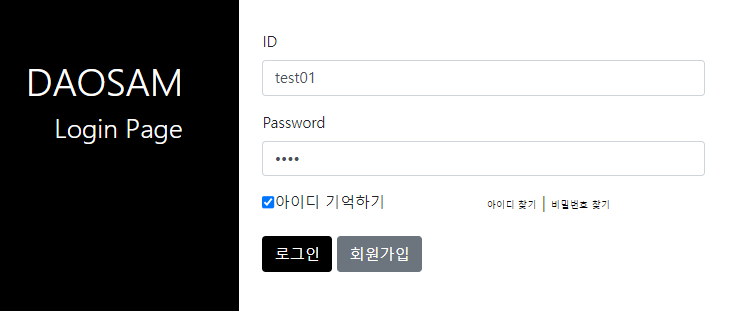 DAOSAM
Login Page
ID
test01
Password
••••
아이디 기억하기
아이디 찾기 | 비밀번호 찾기
로그인 회원가입